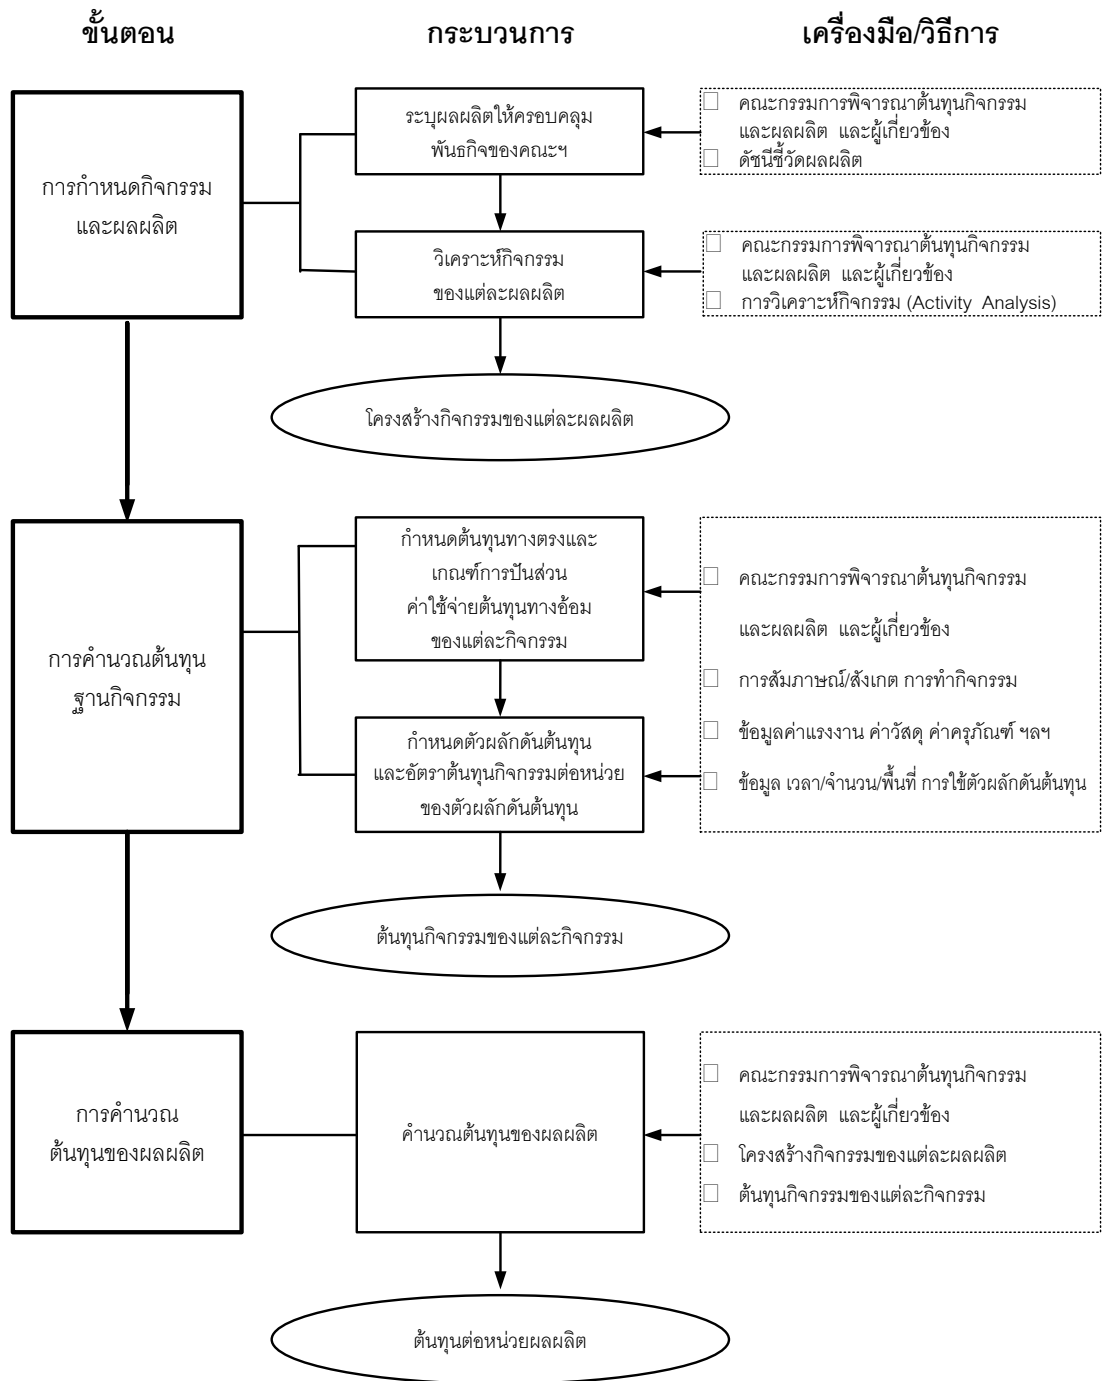 ขั้นตอน
กระบวนการ
เครื่องมือ/วิธีการ
การกำหนดกิจกรรม
และผลผลิต
ระบุผลผลิตให้ครอบคลุม
พันธกิจของคณะฯ
คณะกรรมการพิจารณาต้นทุนกิจกรรม
และผลผลิต และผู้เกี่ยวข้อง
ดัชนีชี้วัดผลผลิต
วิเคราะห์กิจกรรม
ของแต่ละผลผลิต
คณะกรรมการพิจารณาต้นทุนกิจกรรม
และผลผลิต และผู้เกี่ยวข้อง
การวิเคราะห์กิจกรรม (Activity Analysis)
โครงสร้างกิจกรรมของแต่ละผลผลิต
การคำนวณต้นทุน
ฐานกิจกรรม
กำหนดต้นทุนทางตรงและ
เกณฑ์การปันส่วน
ค่าใช้จ่ายต้นทุนทางอ้อม
ของแต่ละกิจกรรม
กำหนดตัวผลักดันต้นทุน
และอัตราต้นทุนกิจกรรมต่อหน่วย
ของตัวผลักดันต้นทุน
คณะกรรมการพิจารณาต้นทุนกิจกรรม
และผลผลิต และผู้เกี่ยวข้อง
การสัมภาษณ์/สังเกต การทำกิจกรรม
ข้อมูลค่าแรงงาน ค่าวัสดุ ค่าครุภัณฑ์ ฯลฯ
ข้อมูล เวลา/จำนวน/พื้นที่ การใช้ตัวผลักดันต้นทุน
ต้นทุนกิจกรรมของแต่ละกิจกรรม
การคำนวณ
ต้นทุนของผลผลิต
คำนวณต้นทุนของผลผลิต
คณะกรรมการพิจารณาต้นทุนกิจกรรม
และผลผลิต และผู้เกี่ยวข้อง
โครงสร้างกิจกรรมของแต่ละผลผลิต
ต้นทุนกิจกรรมของแต่ละกิจกรรม
ต้นทุนต่อหน่วยผลผลิต